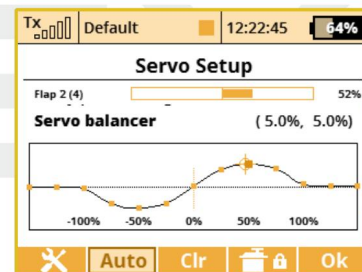 Tx Default 12:22:45 64%
Servo Setup
Flap 2 (4) 52%
Servo balancer ( 5.0%, 5.0%)
-100% -50% 0% 50% 100%
Auto Clr Ok